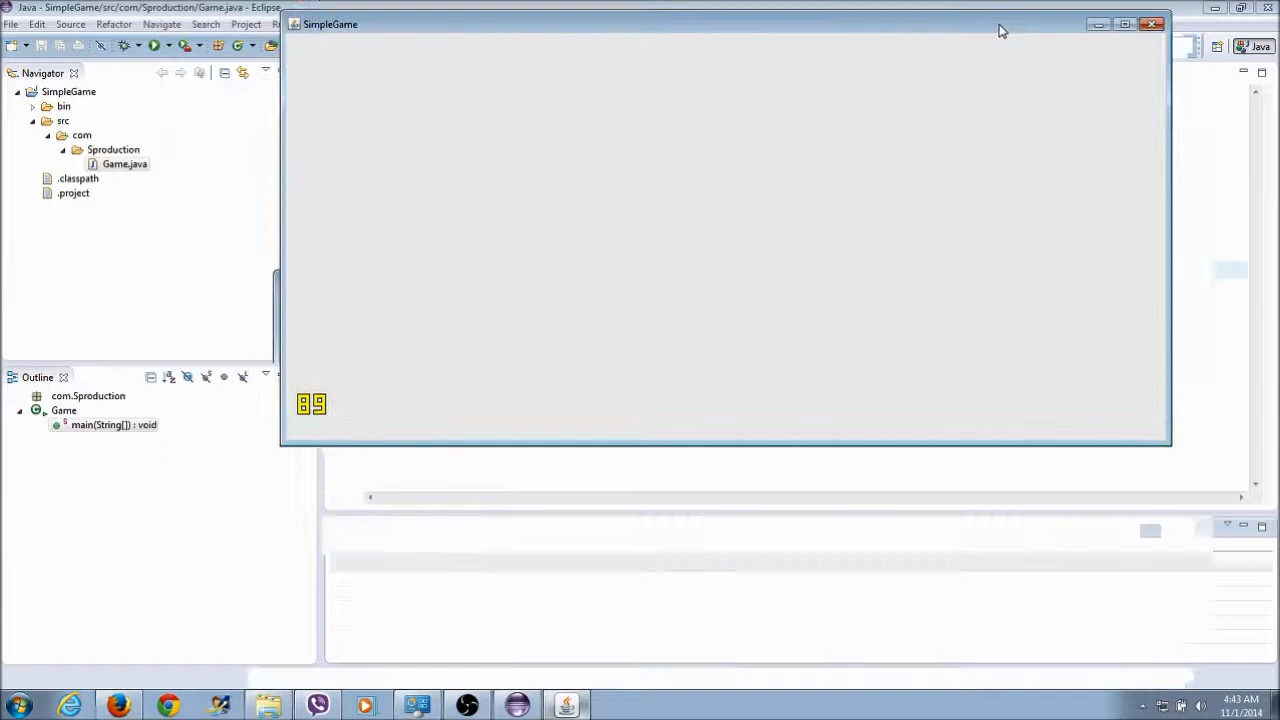 Java - SimpleGame/src/com/Sproduction/Game.java - Eclipse
SimpleGame
File Edit Source Refactor Navigate Search Project
Java
Navigator
SimpleGame
bin
src
com
Sproduction
Game.java
.classpath
.project
89
Outline
com.Sproduction
Game
main(String[]) : void
4:43 AM
11/1/2014